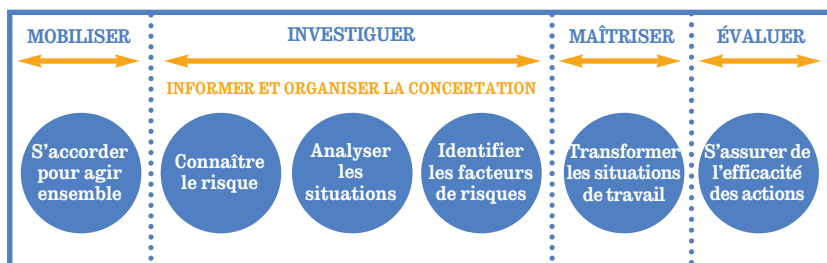 MOBILISER
INVESTIGUER
MAÎTRISER
ÉVALUER
INFORMER ET ORGANISER LA CONCERTATION
S’accorder
pour agir
ensemble
Connaître
le risque
Analyser
les
situations
Identifier
les facteurs
de risques
Transformer
les situations
de travail
S’assurer de
l’efficacité
des actions